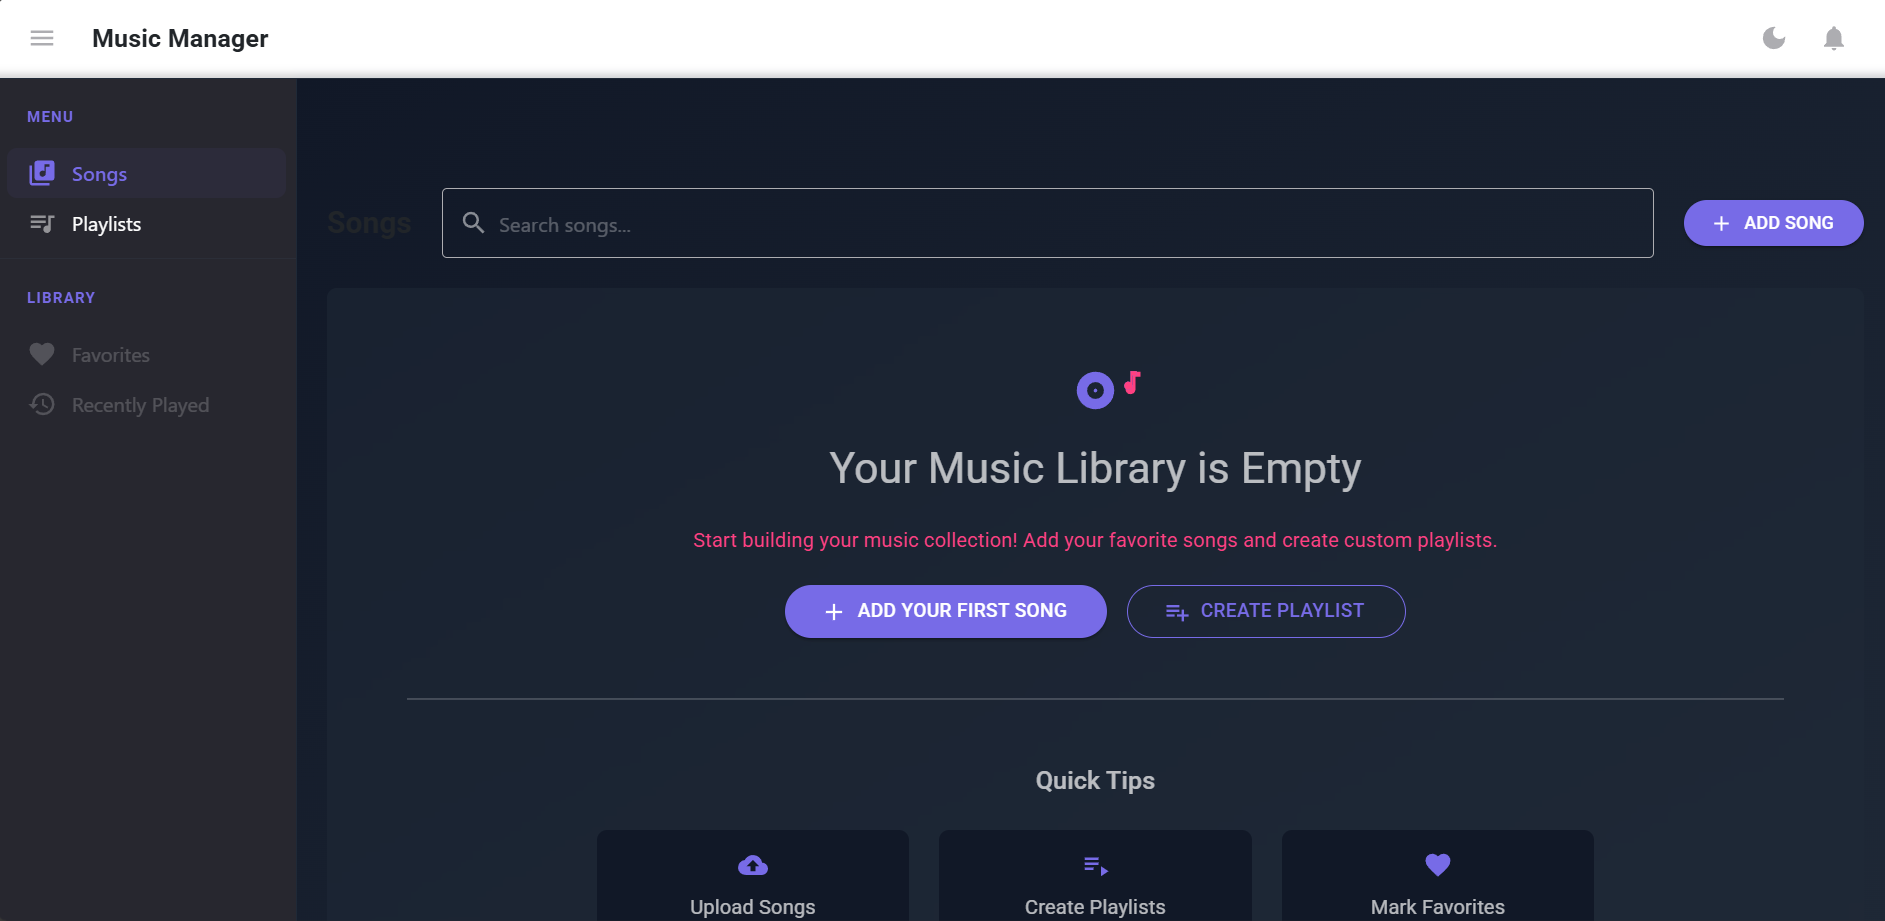 Music Manager
MENU
Songs
Playlists
LIBRARY
Favorites
Recently Played
Songs
Search songs...
ADD SONG
Your Music Library is Empty
Start building your music collection! Add your favorite songs and create custom playlists.
ADD YOUR FIRST SONG
CREATE PLAYLIST
Quick Tips
Upload Songs
Create Playlists
Mark Favorites